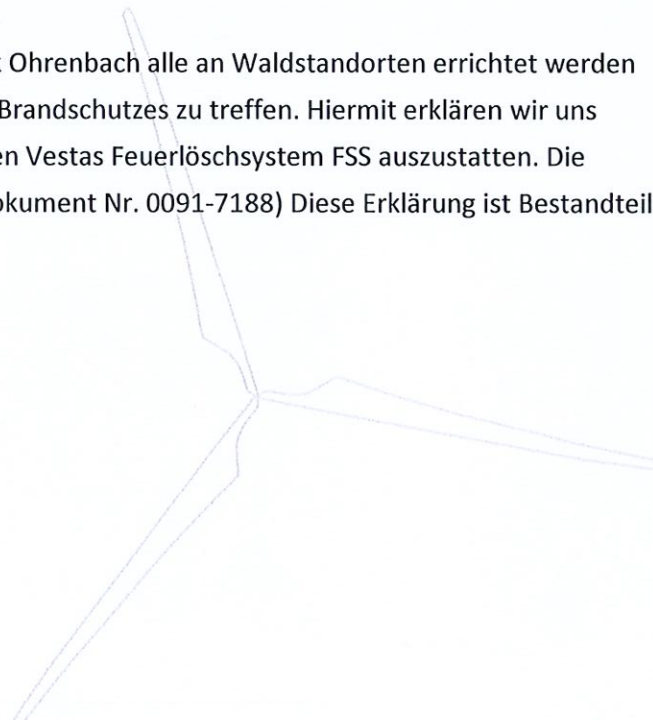 Ohrenbach alle an Waldstandorten errichtet werden
Brandschutzes zu treffen. Hiermit erklären wir uns
en Vestas Feuerlöschsystem FSS auszustatten. Die
okument Nr. 0091-7188) Diese Erklärung ist Bestandteil